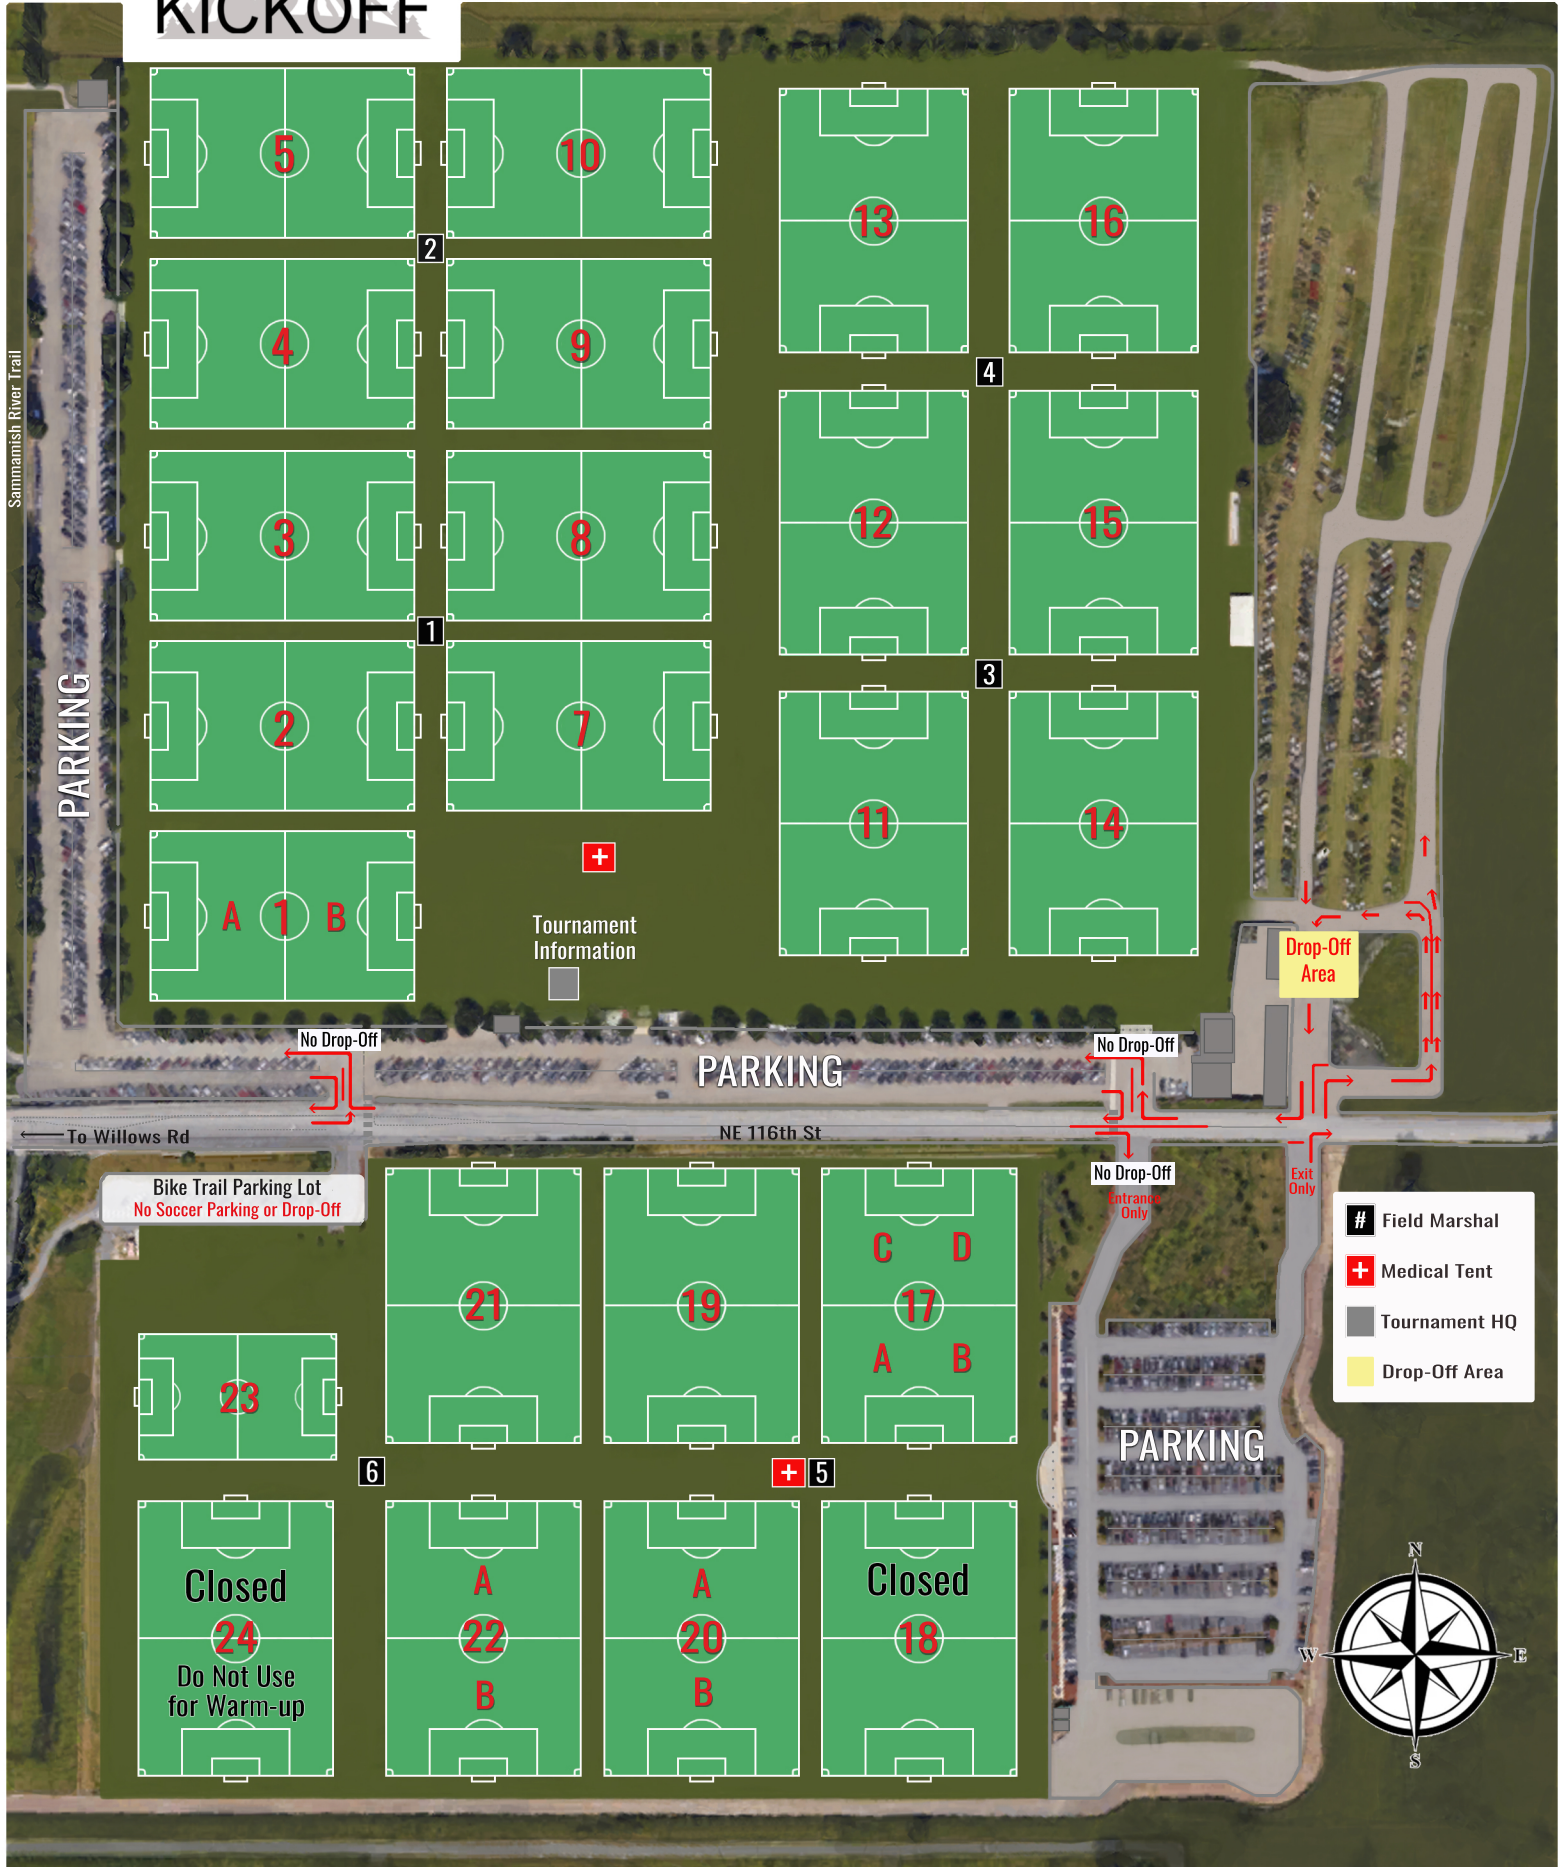 KICKOFF
5
10
13
16
2
4
9
4
3
8
12
15
1
3
2
7
11
14
Sammamish River Trail
PARKING
A 1 B
+
Tournament
Information
Drop-Off
Area
No Drop-Off
PARKING
No Drop-Off
To Willows Rd
NE 116th St
No Drop-Off
Entrance
Only
Exit
Only
Bike Trail Parking Lot
No Soccer Parking or Drop-Off
# Field Marshal
+ Medical Tent
Tournament HQ
Drop-Off Area
21
19
C D
17
A B
23
6
+ 5
PARKING
Closed
24
Do Not Use
for Warm-up
A
22
B
A
20
B
Closed
18
N
W
E
S